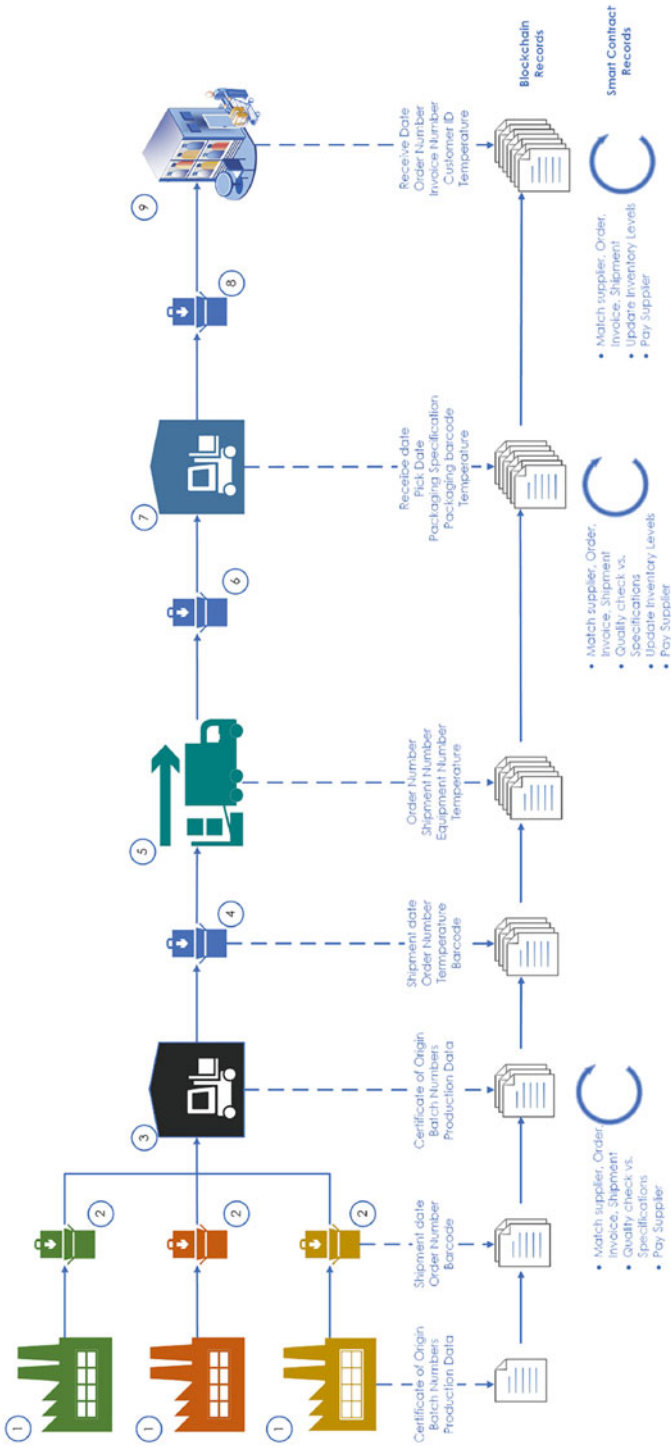 1
1
1
2
2
2
3
4
5
6
7
8
9
Certificate of Origin
Batch Numbers
Production Data
Shipment date
Order Number
Barcode
Certificate of Origin
Batch Numbers
Production Data
Shipment date
Order Number
Termperature
Barcode
Order Number
Shipment Number
Equipment Number
Temperature
Receibe date
Pick Date
Packaging Specification
Packaging barcode
Temperature
Receive Date
Order Number
Invoice Number
Customer ID
Temperature
Blockchain
Records
Smart Contract
Records
• Match supplier, Order,
Invoice, Shipment
• Quality check vs.
Specifications
• Pay Supplier
• Match supplier, Order,
Invoice, Shipment
• Quality check vs.
Specifications
• Update Inventory Levels
• Pay Supplier
• Match supplier, Order,
Invoice, Shipment
• Update Inventory Levels
• Pay Supplier